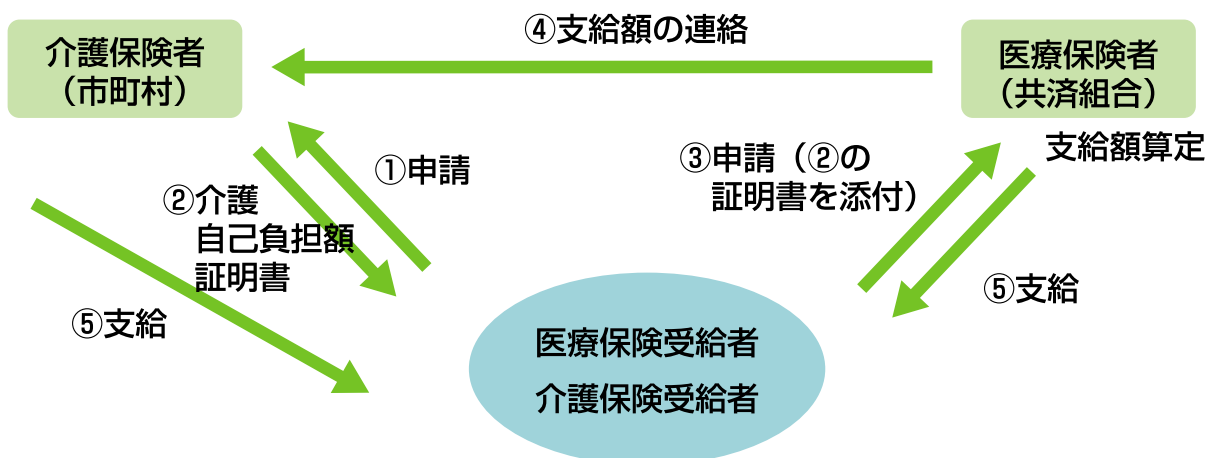 ④支給額の連絡
介護保険者
（市町村）
医療保険者
（共済組合）
支給額算定
①申請
③申請（②の
証明書を添付）
②介護
自己負担額
証明書
⑤支給
⑤支給
医療保険受給者
介護保険受給者